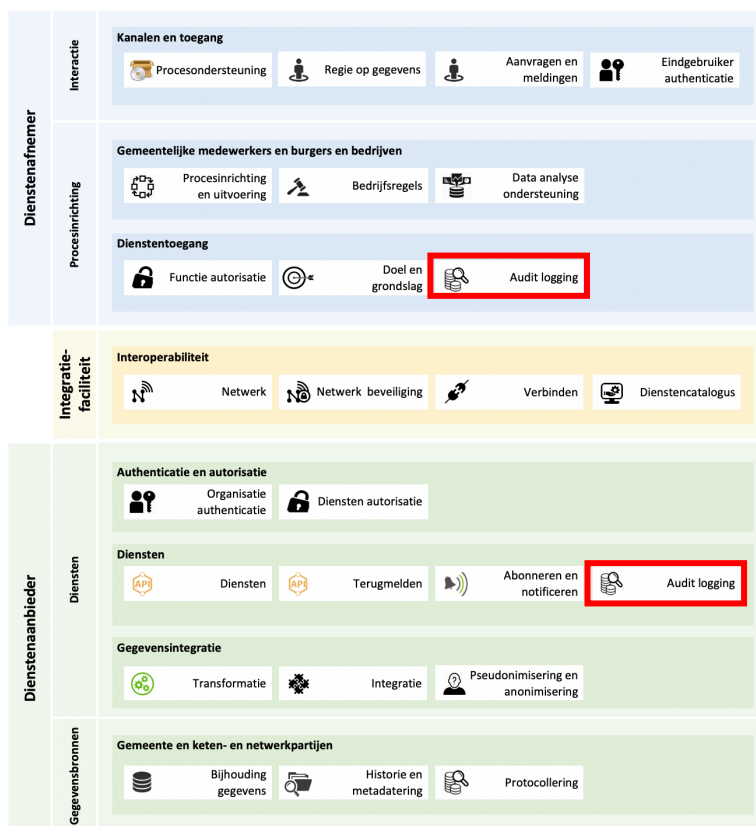 Dienstenafnemer
Interactie
Kanalen en toegang
Procesondersteuning
Regie op gegevens
Aanvragen en
meldingen
Eindgebruiker
authenticatie
Procesinrichting
Gemeentelijke medewerkers en burgers en bedrijven
Procesinrichting
en uitvoering
Bedrijfsregels
Data analyse
ondersteuning
Dienstentoegang
Functie autorisatie
Doel en
grondslag
Audit logging
Integratie-
faciliteit
Interoperabiliteit
N
Netwerk
N
Netwerk beveiliging
Verbinden
Dienstencatalogus
Dienstenaanbieder
Diensten
Authenticatie en autorisatie
Organisatie
authenticatie
Diensten autorisatie
Diensten
API
Diensten
API
Terugmelden
Abonneren en
notificeren
Audit logging
Gegevensintegratie
Transformatie
Integratie
?
Pseudonimisering en
anonimisering
Gegevensbronnen
Gemeente en keten- en netwerkpartijen
Bijhouding
gegevens
Historie en
metadatering
Protocollering